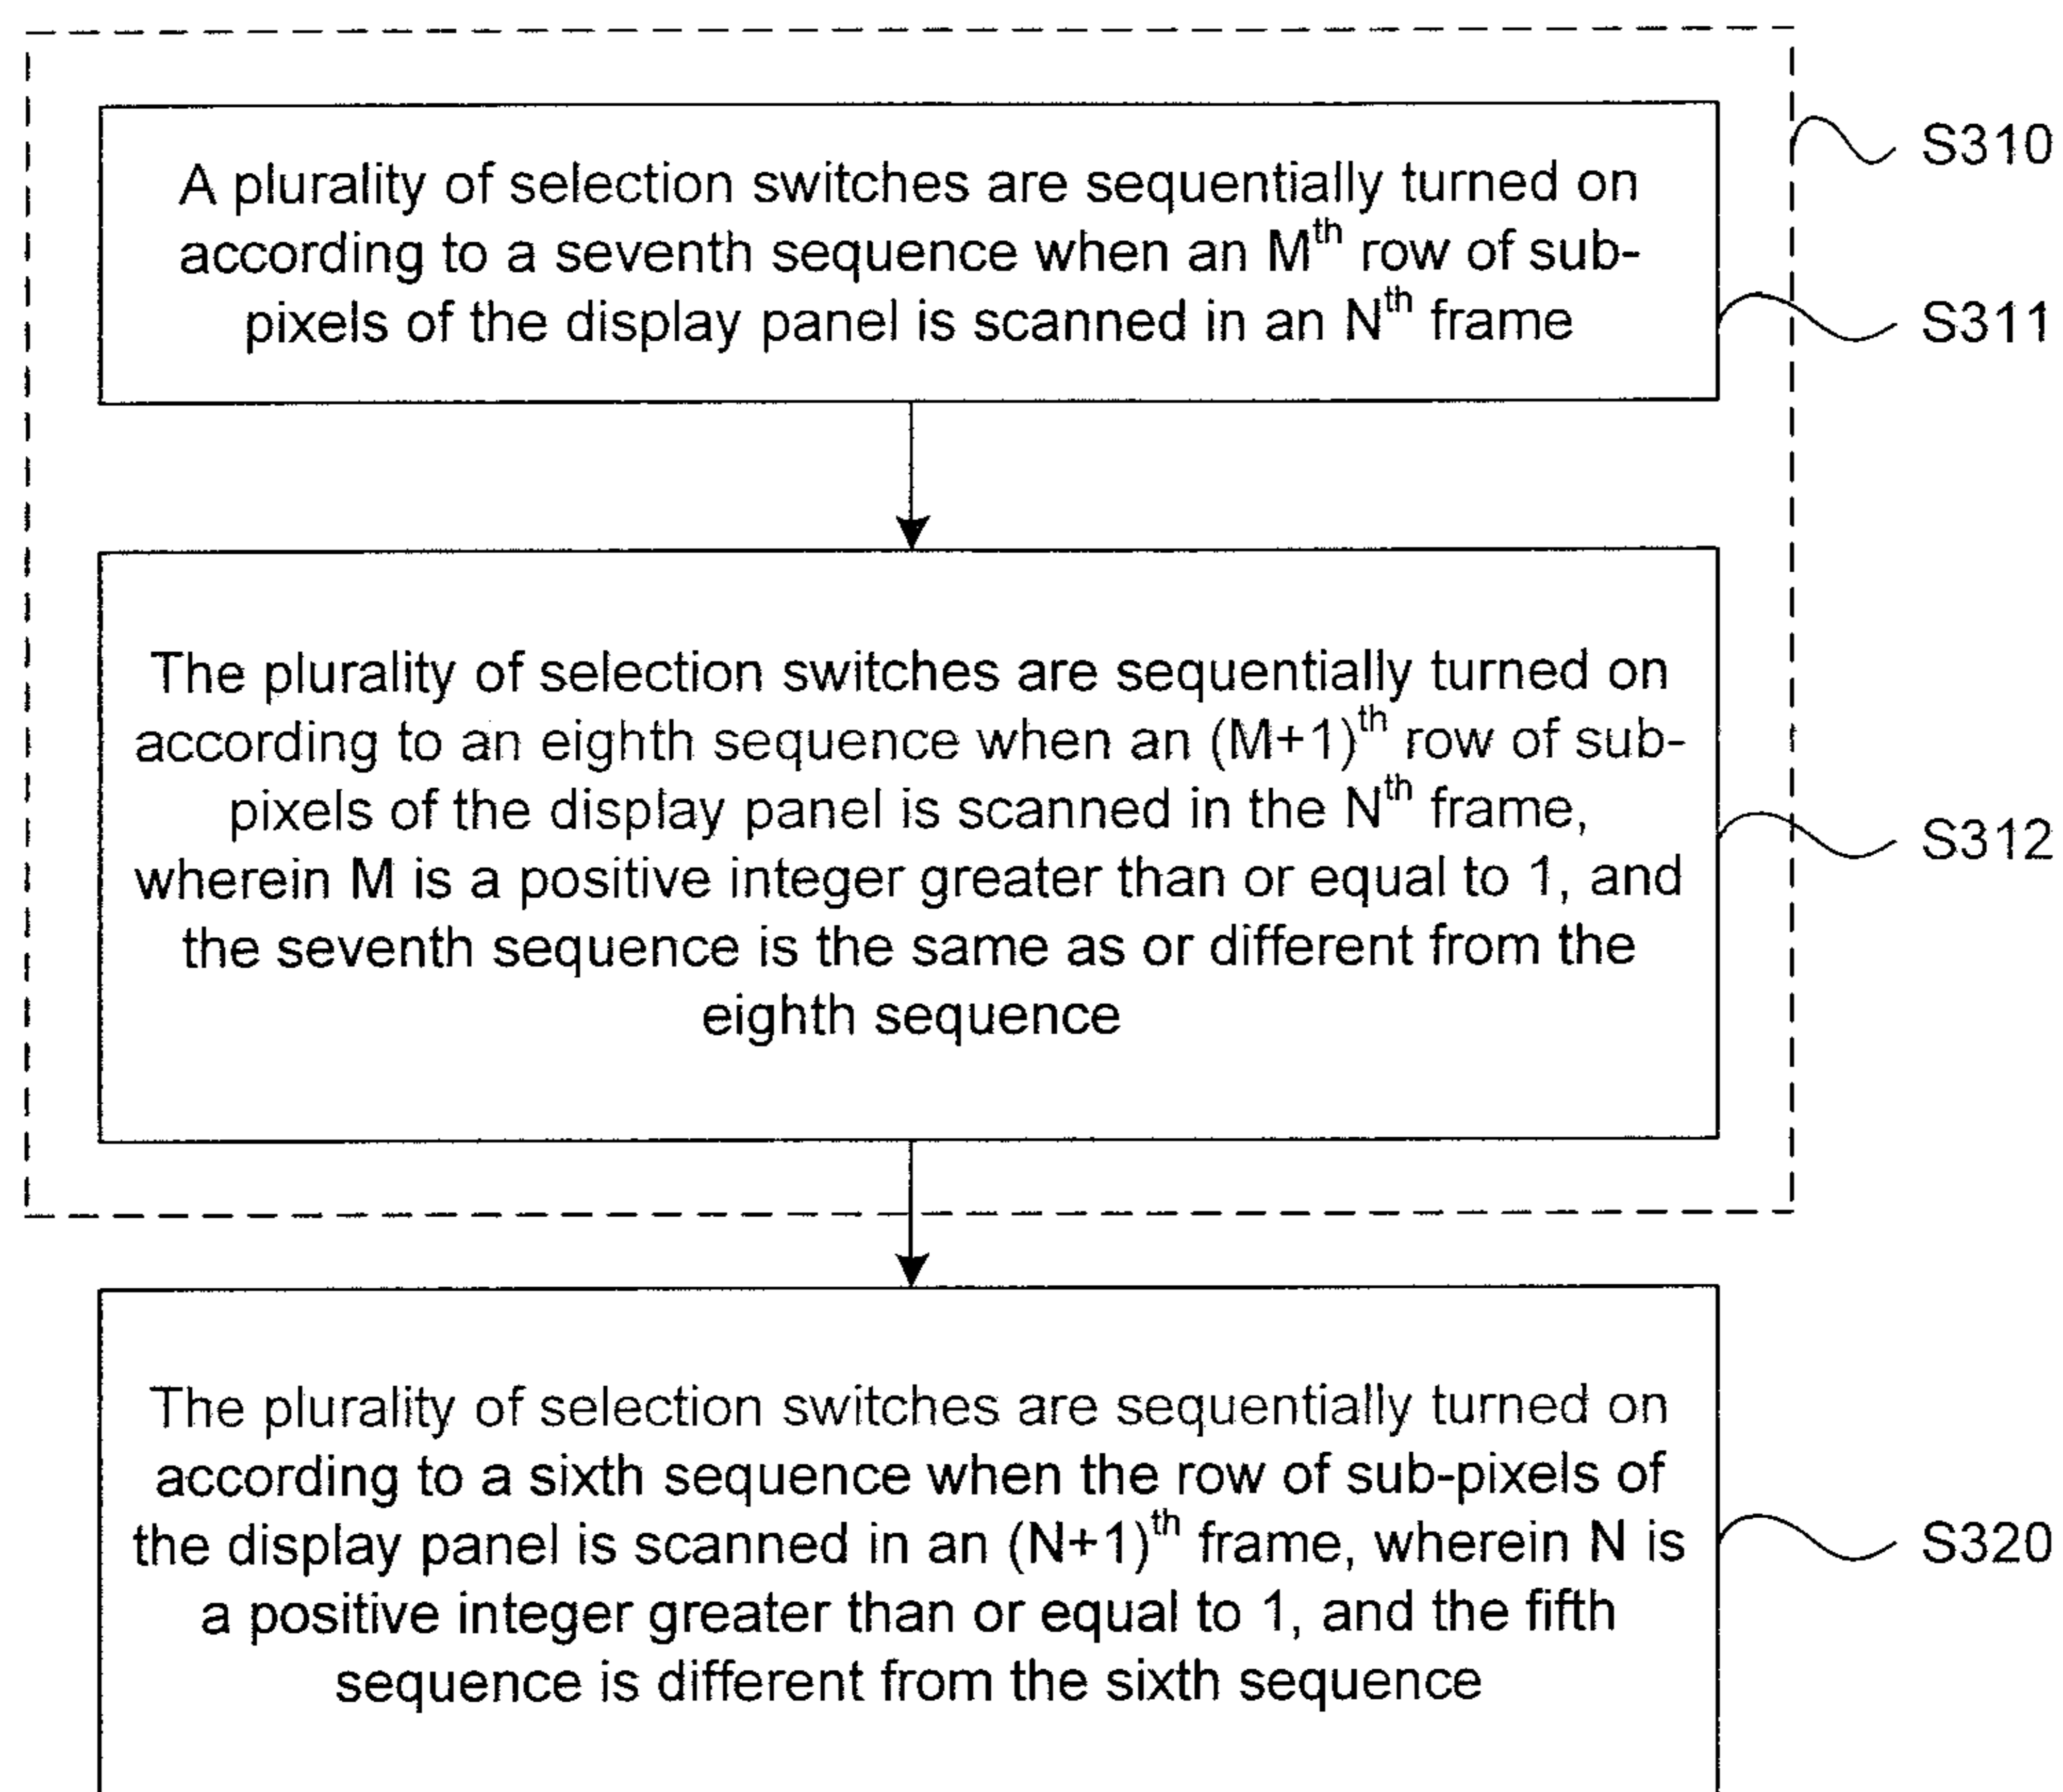 A plurality of selection switches are sequentially turned on
according to a seventh sequence when an Mth row of sub-
pixels of the display panel is scanned in an Nth frame
S310
S311
The plurality of selection switches are sequentially turned on
according to an eighth sequence when an (M+1)th row of sub-
pixels of the display panel is scanned in the Nth frame,
wherein M is a positive integer greater than or equal to 1, and
the seventh sequence is the same as or different from the
eighth sequence
S312
The plurality of selection switches are sequentially turned on
according to a sixth sequence when the row of sub-pixels of
the display panel is scanned in an (N+1)th frame, wherein N is
a positive integer greater than or equal to 1, and the fifth
sequence is different from the sixth sequence
S320